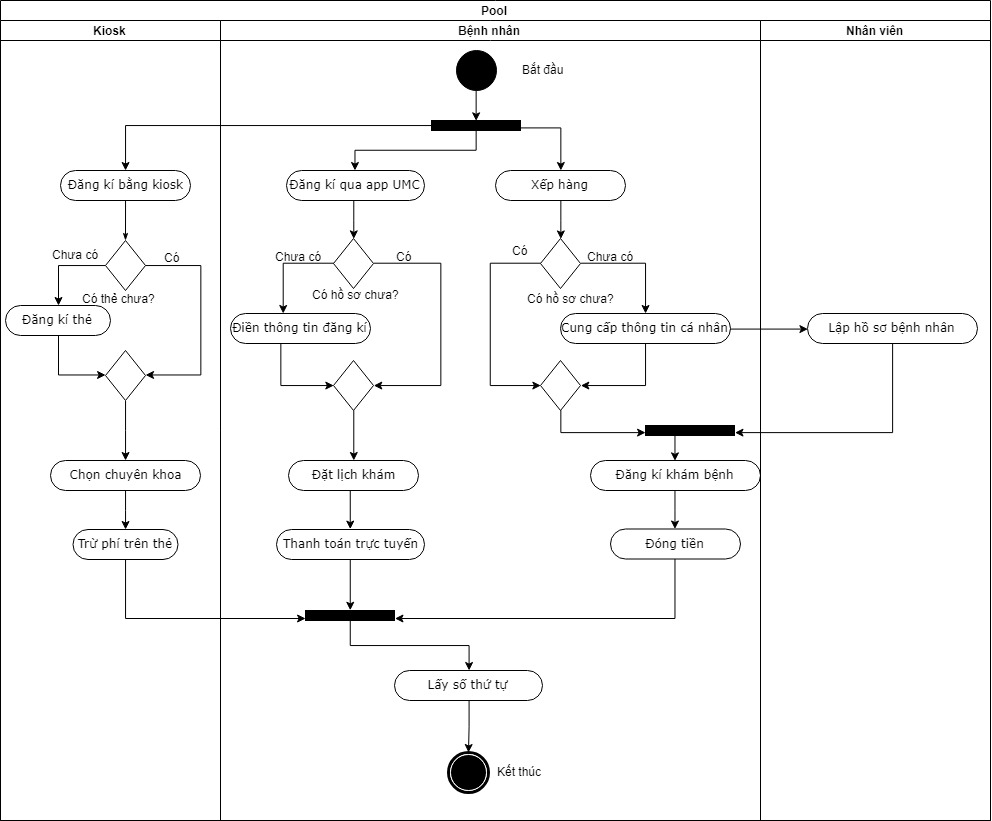 Pool
Kiosk
Bệnh nhân
Nhân viên
Bắt đầu
Đăng kí bằng kiosk
Đăng kí qua app UMC
Xếp hàng
Chưa có
Có
Chưa có
Có
Có
Chưa có
Có thẻ chưa?
Có hồ sơ chưa?
Có hồ sơ chưa?
Đăng kí thẻ
Điền thông tin đăng kí
Cung cấp thông tin cá nhân
Lập hồ sơ bệnh nhân
Chọn chuyên khoa
Đặt lịch khám
Đăng kí khám bệnh
Trừ phí trên thẻ
Thanh toán trực tuyến
Đóng tiền
Lấy số thứ tự
Kết thúc